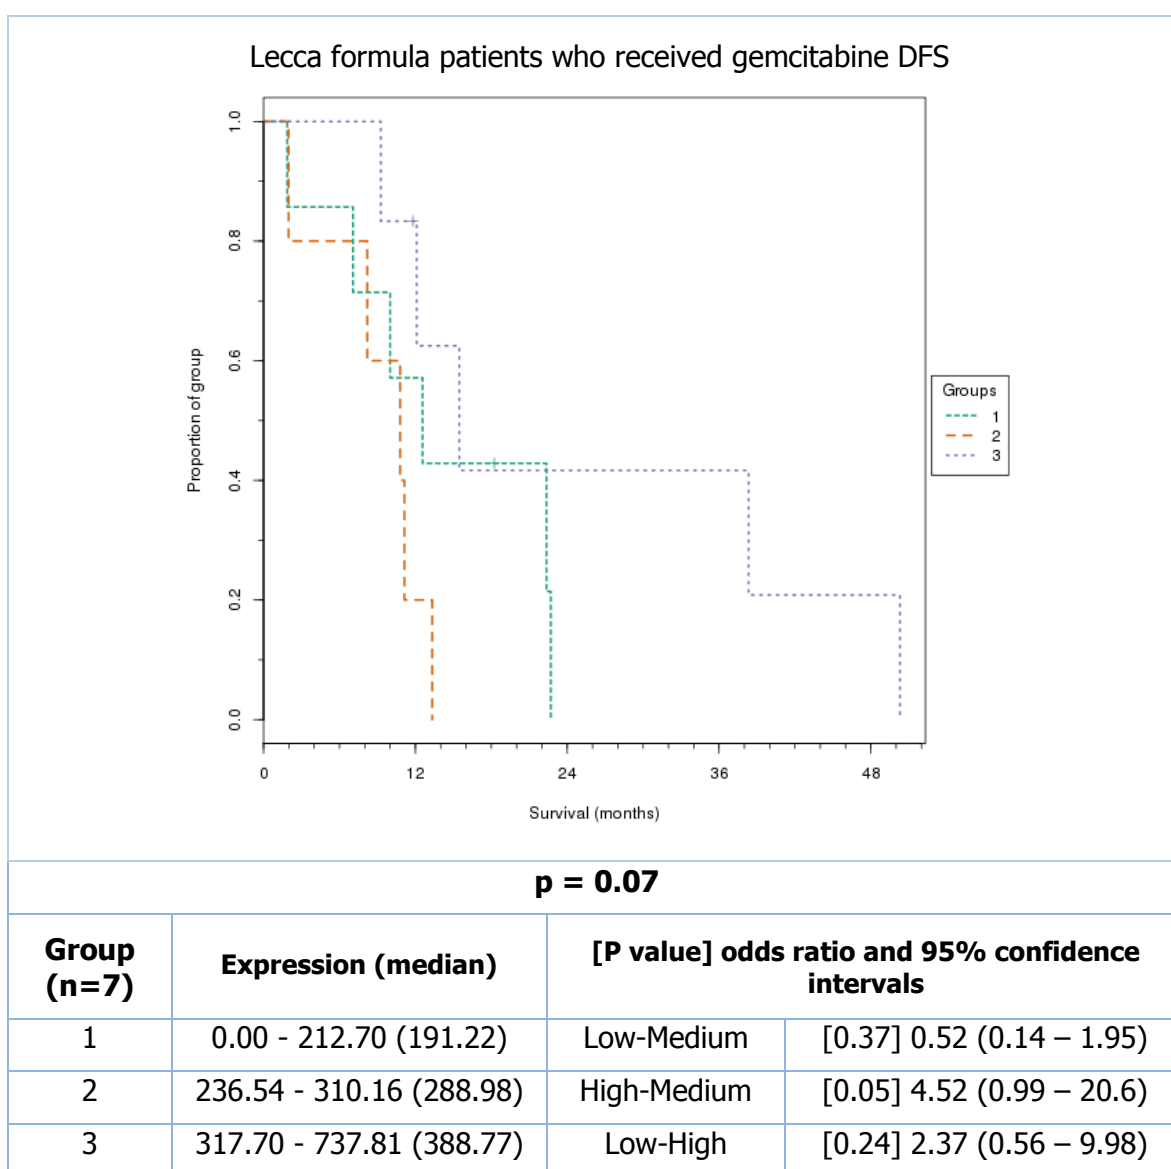 Lecca formula patients who received gemcitabine DFS
1.0
0.8
0.6
0.4
0.2
0.0
Proportion of group
0 12 24 36 48
Survival (months)
Groups
1
2
3
p = 0.07
Group (n=7) Expression (median) [P value] odds ratio and 95% confidence intervals
1 0.00 - 212.70 (191.22) Low-Medium [0.37] 0.52 (0.14 – 1.95)
2 236.54 - 310.16 (288.98) High-Medium [0.05] 4.52 (0.99 – 20.6)
3 317.70 - 737.81 (388.77) Low-High [0.24] 2.37 (0.56 – 9.98)